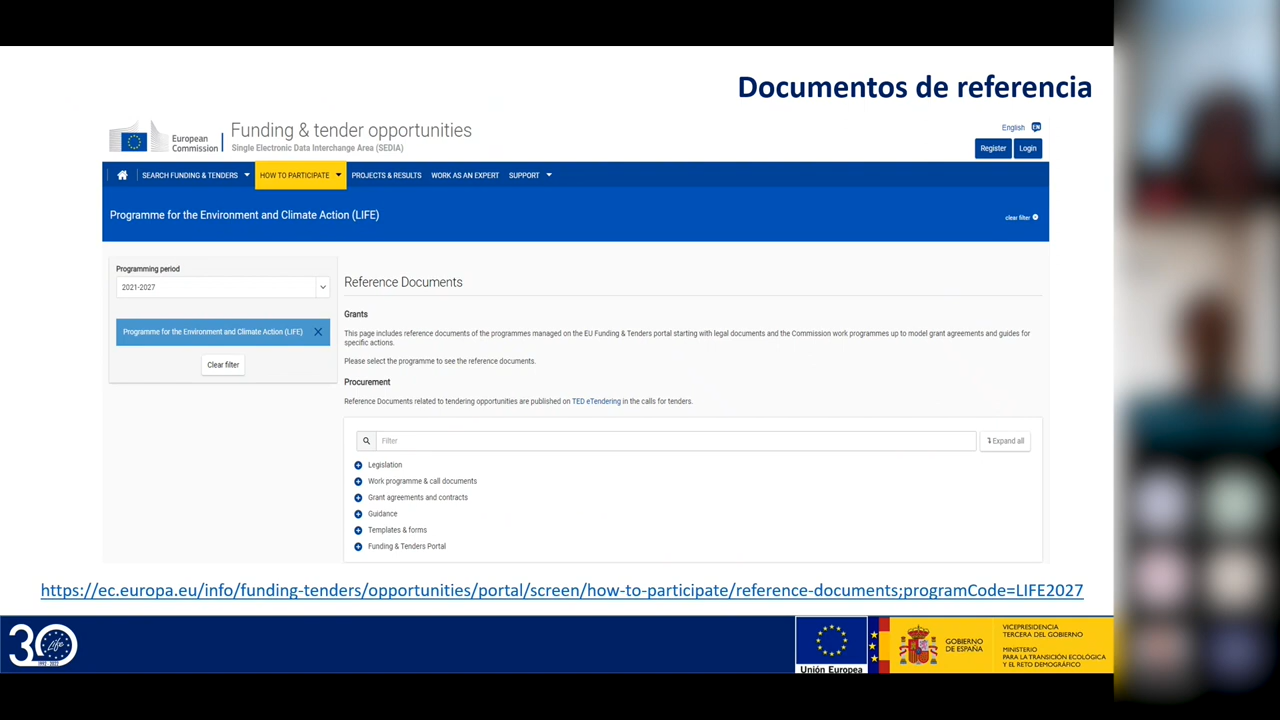 Documentos de referencia
European
Commission
Funding & tender opportunities
Single Electronic Data Interchange Area (SEDIA)
English EN
Register Login
SEARCH FUNDING & TENDERS HOW TO PARTICIPATE PROJECTS & RESULTS WORK AS AN EXPERT SUPPORT
Programme for the Environment and Climate Action (LIFE)
clear filter
Programming period
2021-2027
Programme for the Environment and Climate Action (LIFE)
Clear filter
Reference Documents
Grants
This page includes reference documents of the programmes managed on the EU Funding & Tenders portal starting with legal documents and the Commission work programmes up to model grant agreements and guides for
specific actions.
Please select the programme to see the reference documents.
Procurement
Reference Documents related to tendering opportunities are published on TED eTendering in the calls for tenders.
Filter
Expand all
Legislation
Work programme & call documents
Grant agreements and contracts
Guidance
Templates & forms
Funding & Tenders Portal
https://ec.europa.eu/info/funding-tenders/opportunities/portal/screen/how-to-participate/reference-documents;programCode=LIFE2027
30
Life
Unión Europea
GOBIERNO
DE ESPAÑA
VICEPRESIDENCIA
TERCERA DEL GOBIERNO
MINISTERIO
PARA LA TRANSICIÓN ECOLÓGICA
Y EL RETO DEMOGRÁFICO